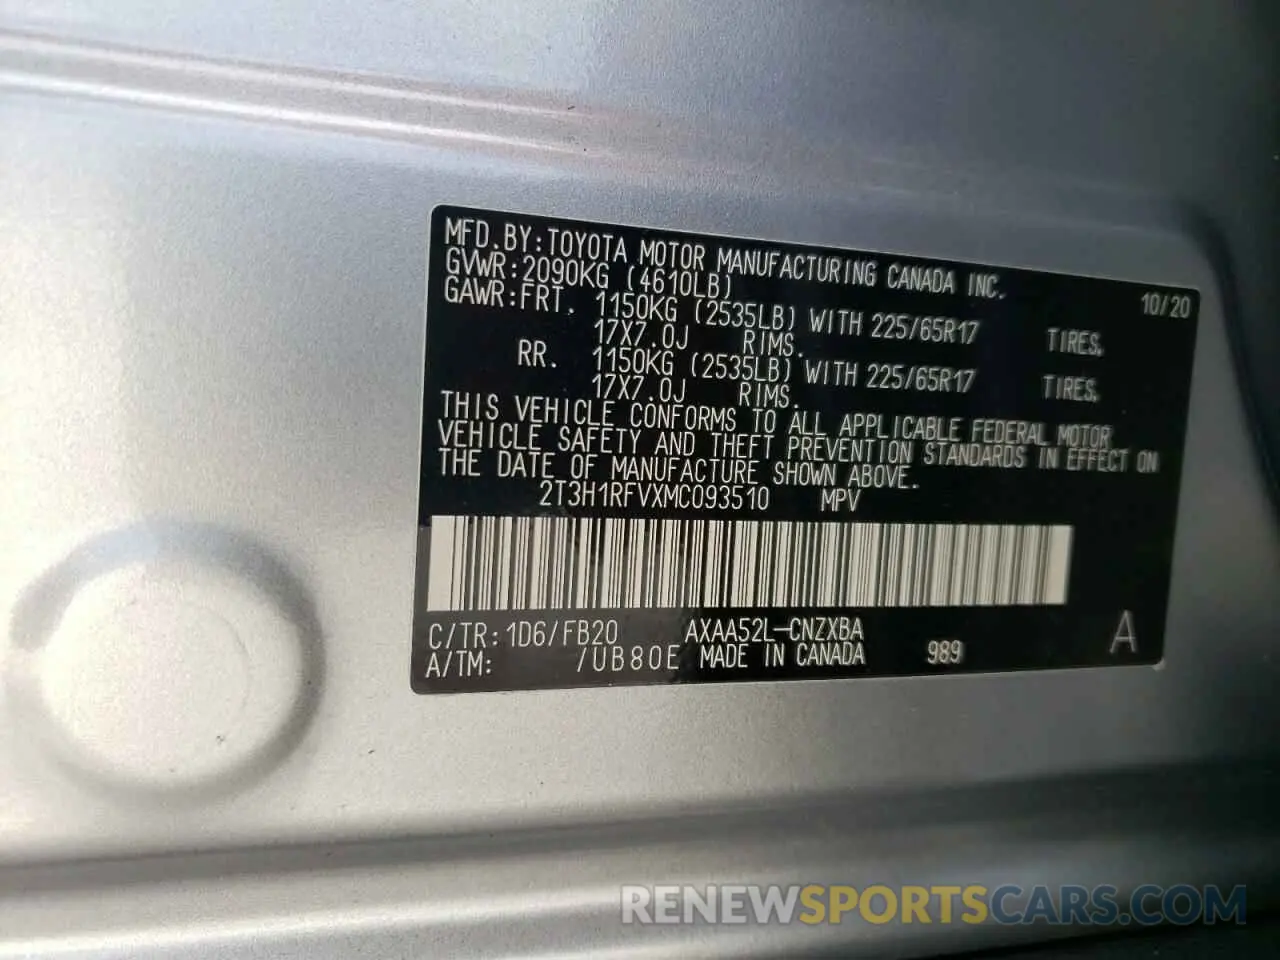 MFD.BY:TOYOTA MOTOR MANUFACTURING CANADA INC.
GVWR:2090KG (4610LB) 10/20
GAWR:FRT. 1150KG (2535LB) WITH 225/65R17 TIRES.
17X7.0J RIMS.
RR. 1150KG (2535LB) WITH 225/65R17 TIRES.
17X7.0J RIMS.
THIS VEHICLE CONFORMS TO ALL APPLICABLE FEDERAL MOTOR
VEHICLE SAFETY AND THEFT PREVENTION STANDARDS IN EFFECT ON
THE DATE OF MANUFACTURE SHOWN ABOVE.
2T3H1RFVXMC093510 MPV
C/TR:1D6/FB20 AXAA52L-CNZXBA
A/TM: /UB80E MADE IN CANADA 989 A
RENEWSPORTSCARS.COM